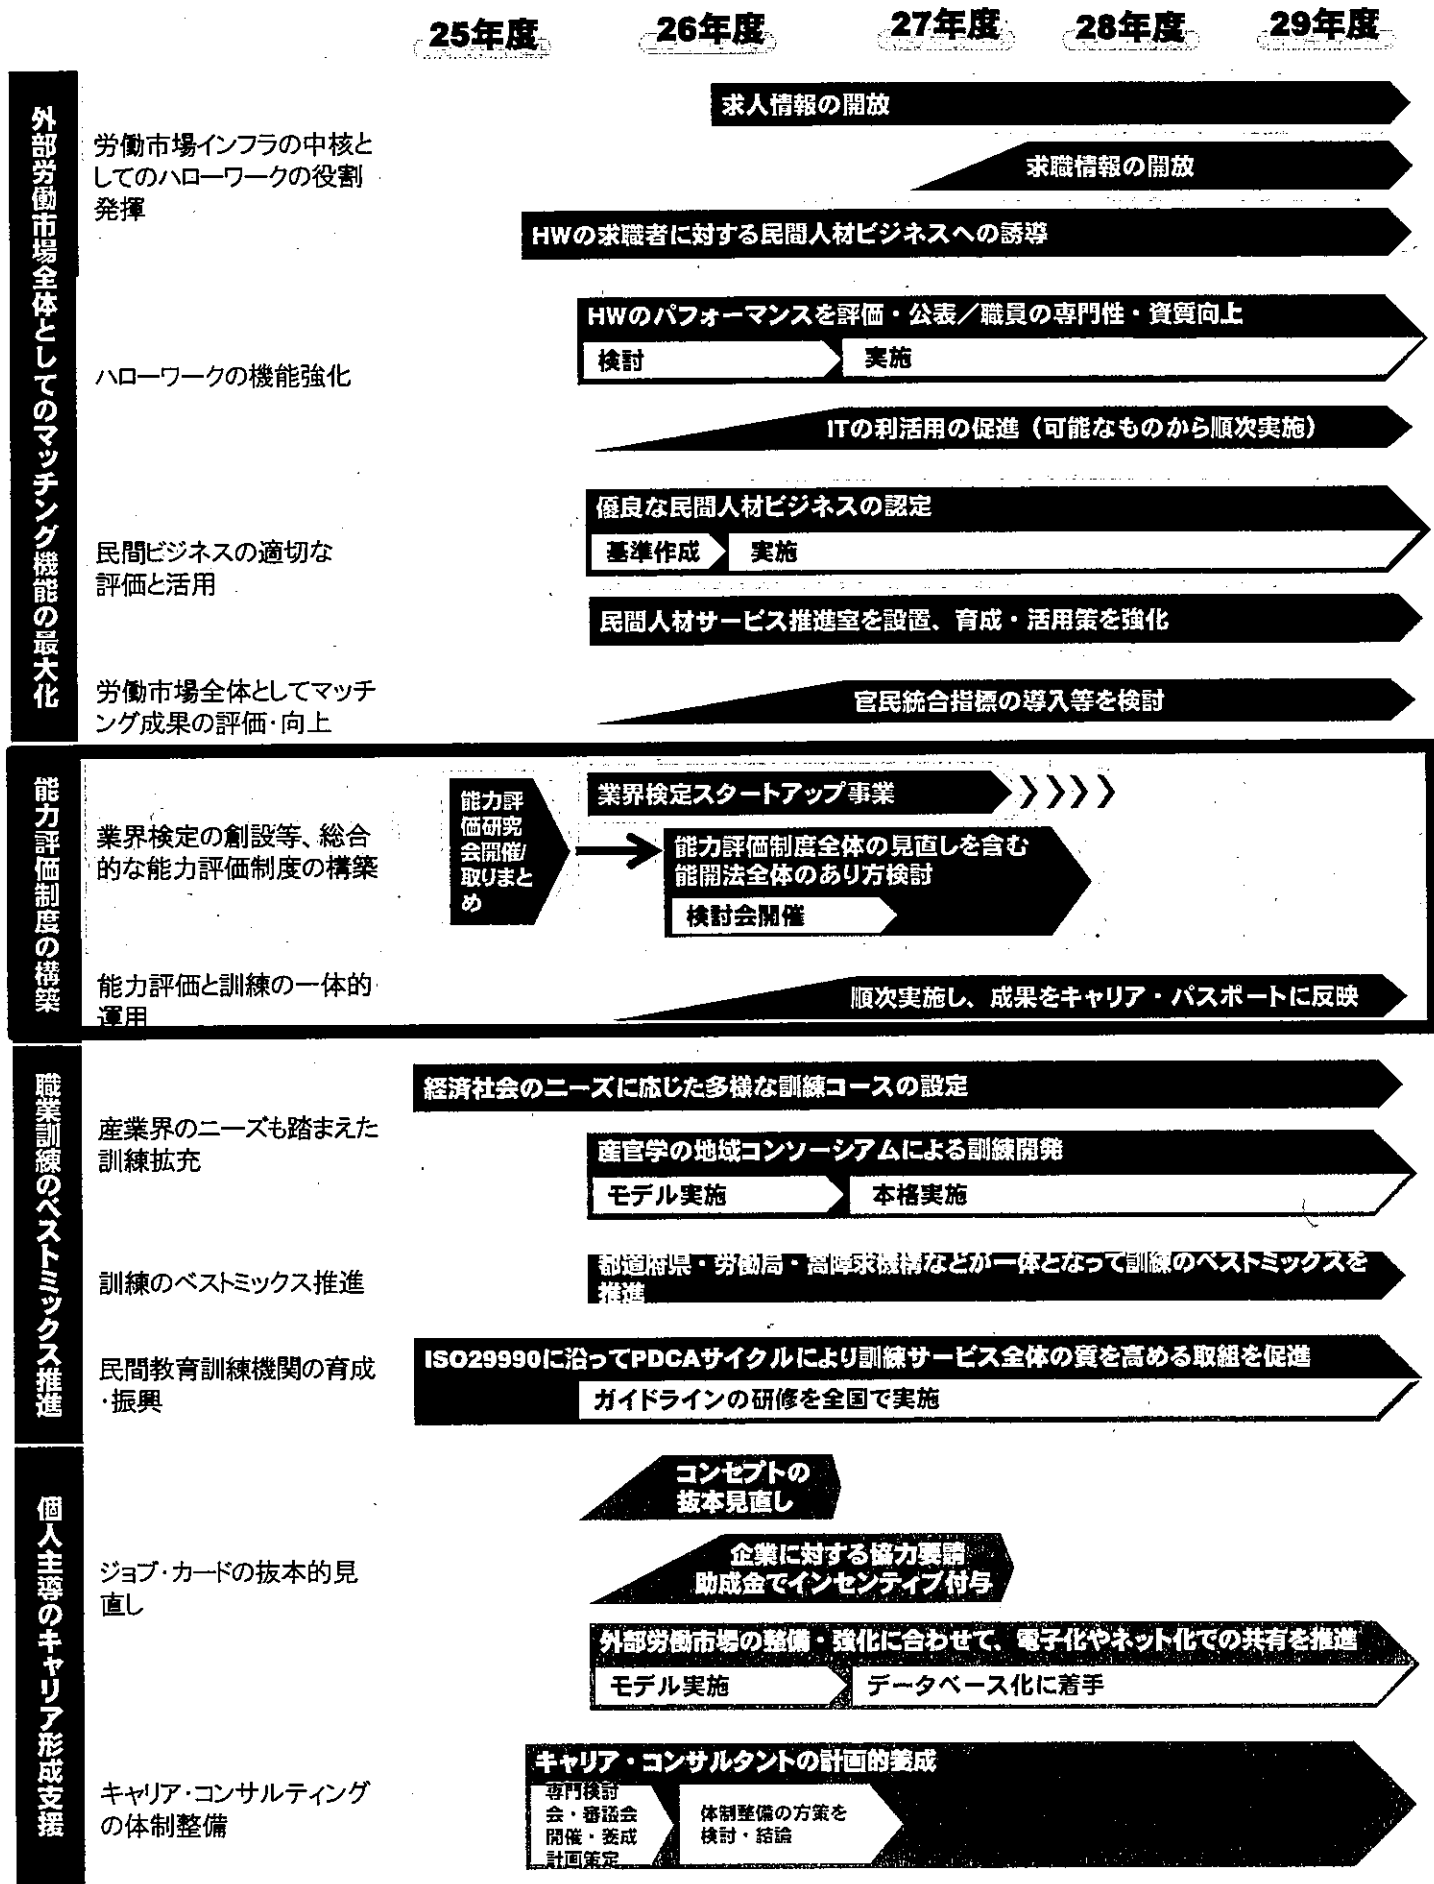 25年度 26年度 27年度 28年度 29年度
外部労働市場全体としてのマッチング機能の最大化
労働市場インフラの中核と
してのハローワークの役割
発揮
求人情報の開放
求職情報の開放
HWの求職者に対する民間人材ビジネスへの誘導
ハローワークの機能強化
HWのパフォーマンスを評価・公表／職員の専門性・資質向上
検討
実施
ITの利活用の促進（可能なものから順次実施）
民間ビジネスの適切な
評価と活用
優良な民間人材ビジネスの認定
基準作成
実施
民間人材サービス推進室を設置、育成・活用策を強化
労働市場全体としてマッチ
ング成果の評価・向上
官民統合指標の導入等を検討
能力評価制度の構築
業界検定の創設等、総合
的な能力評価制度の構築
能力評
価研究
会開催/
取りまと
め
業界検定スタートアップ事業
能力評価制度全体の見直しを含む
能開法全体のあり方検討
検討会開催
能力評価と訓練の一体的
運用
順次実施し、成果をキャリア・パスポートに反映
職業訓練のベストミックス推進
産業界のニーズも踏まえた
訓練拡充
経済社会のニーズに応じた多様な訓練コースの設定
産官学の地域コンソーシアムによる訓練開発
モデル実施
本格実施
訓練のベストミックス推進
都道府県・労働局・高障求機構などが一体となって訓練のベストミックスを
推進
民間教育訓練機関の育成
・振興
ISO29990に沿ってPDCAサイクルにより訓練サービス全体の質を高める取組を促進
ガイドラインの研修を全国で実施
個人主導のキャリア形成支援
ジョブ・カードの抜本的見
直し
コンセプトの
抜本見直し
企業に対する協力要請
助成金でインセンティブ付与
外部労働市場の整備・強化に合わせて、電子化やネット化での共有を推進
モデル実施
データベース化に着手
キャリア・コンサルティング
の体制整備
キャリア・コンサルタントの計画的養成
専門検討
会・審議会
開催・養成
計画策定
体制整備の方策を
検討・結論